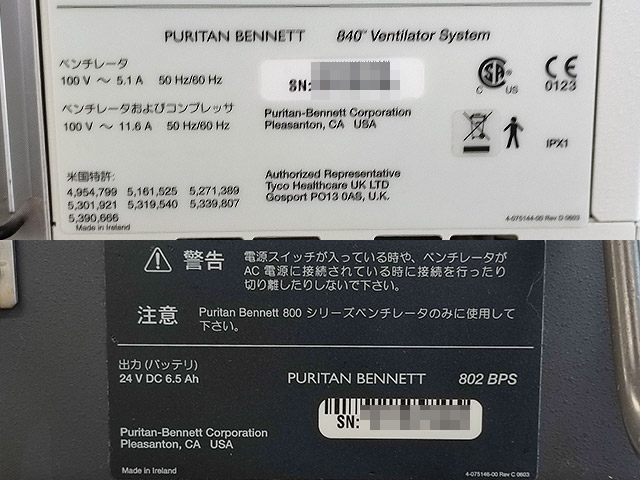 PURITAN BENNETT 840™ Ventilator System
ベンチレータ
100 V ～ 5.1 A 50 Hz/60 Hz
ベンチレータおよびコンプレッサ
100 V ～ 11.6 A 50 Hz/60 Hz
SN:
Puritan-Bennett Corporation
Pleasanton, CA USA
C US
CE
0123
IPX1
米国特許:
4,954,799 5,161,525 5,271,389
5,301,921 5,319,540 5,339,807
5,390,666
Made in Ireland
Authorized Representative
Tyco Healthcare UK LTD
Gosport PO13 0AS, U.K.
4-075144-00 Rev D 0603
警告 電源スイッチが入っている時や、ベンチレータが
AC 電源に接続されている時に接続を行ったり
切り離したりしないで下さい。
注意 Puritan Bennett 800 シリーズベンチレータのみに使用して
下さい。
出力 (バッテリ)
24 V DC 6.5 Ah
PURITAN BENNETT 802 BPS
SN:
Puritan-Bennett Corporation
Pleasanton, CA USA
Made in Ireland
4-075146-00 Rev C 0603